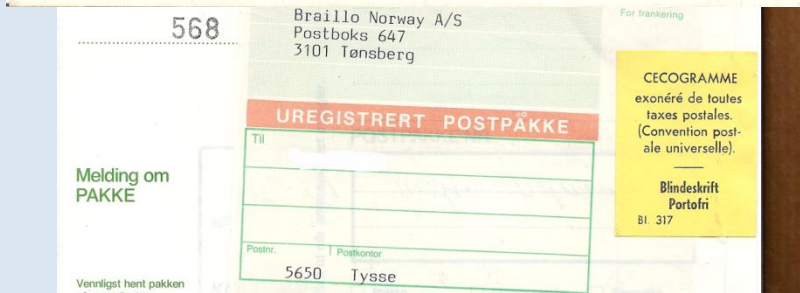 568
Braillo Norway A/S
Postboks 647
3101 Tønsberg
For frankering
CECOGRAMME
exonéré de toutes
taxes postales.
(Convention post-
ale universelle).
Blindeskrift
Portofri
Bl. 317
UREGISTRERT POSTPAKKE
Til
Melding om
PAKKE
Postnr.
Postkontor
5650 Tysse
Vennligst hent pakken